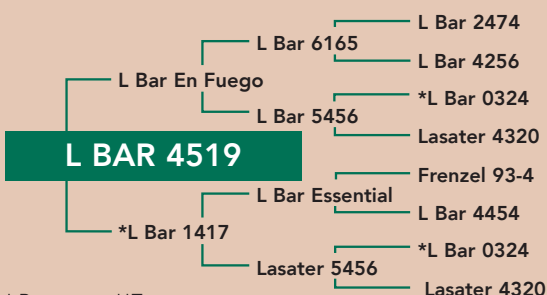 L Bar 2474
L Bar 6165
L Bar 4256
L Bar En Fuego
*L Bar 0324
L Bar 5456
Lasater 4320
L BAR 4519
Frenzel 93-4
L Bar Essential
L Bar 4454
*L Bar 1417
*L Bar 0324
Lasater 5456
Lasater 4320